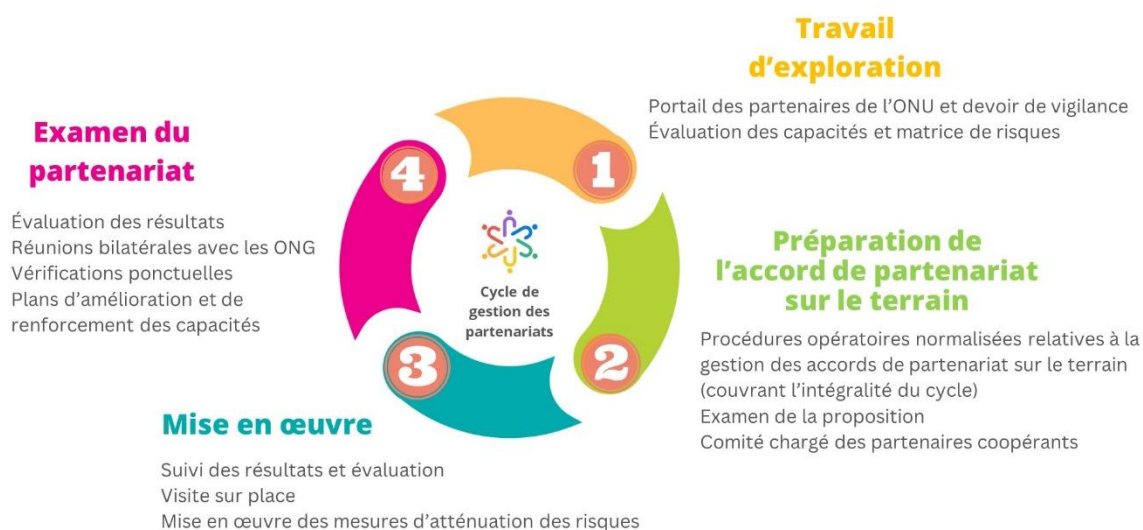 Travail
d’exploration
Portail des partenaires de l’ONU et devoir de vigilance
Évaluation des capacités et matrice de risques
1
Préparation de
l’accord de partenariat
sur le terrain
Procédures opératoires normalisées relatives à la
gestion des accords de partenariat sur le terrain
(couvrant l’intégralité du cycle)
Examen de la proposition
Comité chargé des partenaires coopérants
2
Mise en œuvre
Suivi des résultats et évaluation
Visite sur place
Mise en œuvre des mesures d’atténuation des risques
3
Examen du
partenariat
Évaluation des résultats
Réunions bilatérales avec les ONG
Vérifications ponctuelles
Plans d’amélioration et de
renforcement des capacités
4
Cycle de
gestion des
partenariats